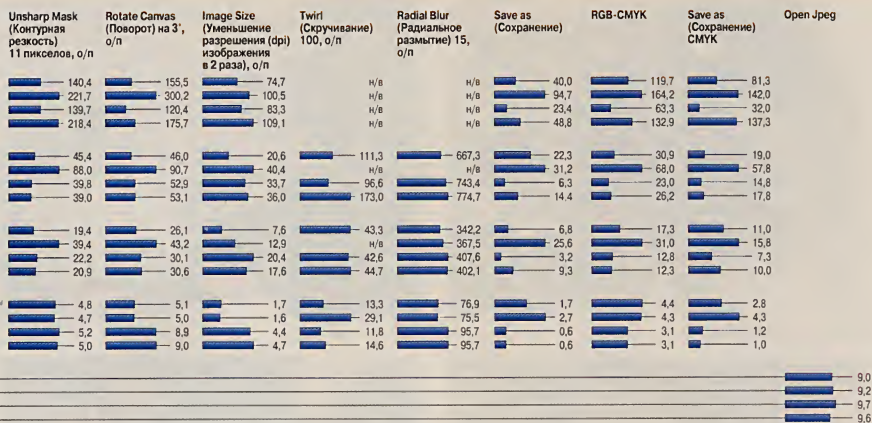 Unsharp Mask (Контурная резкость) 11 пикселов, о/п
Rotate Canvas (Поворот) на 3°, о/п
Image Size (Уменьшение разрешения (dpi) изображения в 2 раза), о/п
Twirl (Скручивание) 100, о/п
Radial Blur (Радиальное размытие) 15, о/п
Save as (Сохранение)
RGB-CMYK
Save as (Сохранение) CMYK
Open Jpeg
140,4 155,5 74,7 н/в н/в 40,0 119,7 81,3
221,7 300,2 100,5 н/в н/в 94,7 164,2 142,0
139,7 120,4 83,3 н/в н/в 23,4 63,3 32,0
218,4 175,7 109,1 н/в н/в 48,8 132,9 137,3
45,4 46,0 20,6 111,3 667,3 22,3 30,9 19,0
88,0 90,7 40,4 н/в н/в 31,2 68,0 57,8
39,8 52,9 33,7 96,6 743,4 6,3 23,0 14,8
39,0 53,1 36,0 173,0 774,7 14,4 26,2 17,8
19,4 26,1 7,6 43,3 342,2 6,8 17,3 11,0
39,4 43,2 12,9 н/в 367,5 25,6 31,0 15,8
22,2 30,1 20,4 42,6 407,6 3,2 12,8 7,3
20,9 30,6 17,6 44,7 402,1 9,3 12,3 10,0
4,8 5,1 1,7 13,3 76,9 1,7 4,4 2,8
4,7 5,0 1,6 29,1 75,5 2,7 4,3 4,3
5,2 8,9 4,4 11,8 95,7 0,6 3,1 1,2
5,0 9,0 4,7 14,6 95,7 0,6 3,1 1,0
9,0
9,2
9,7
9,6